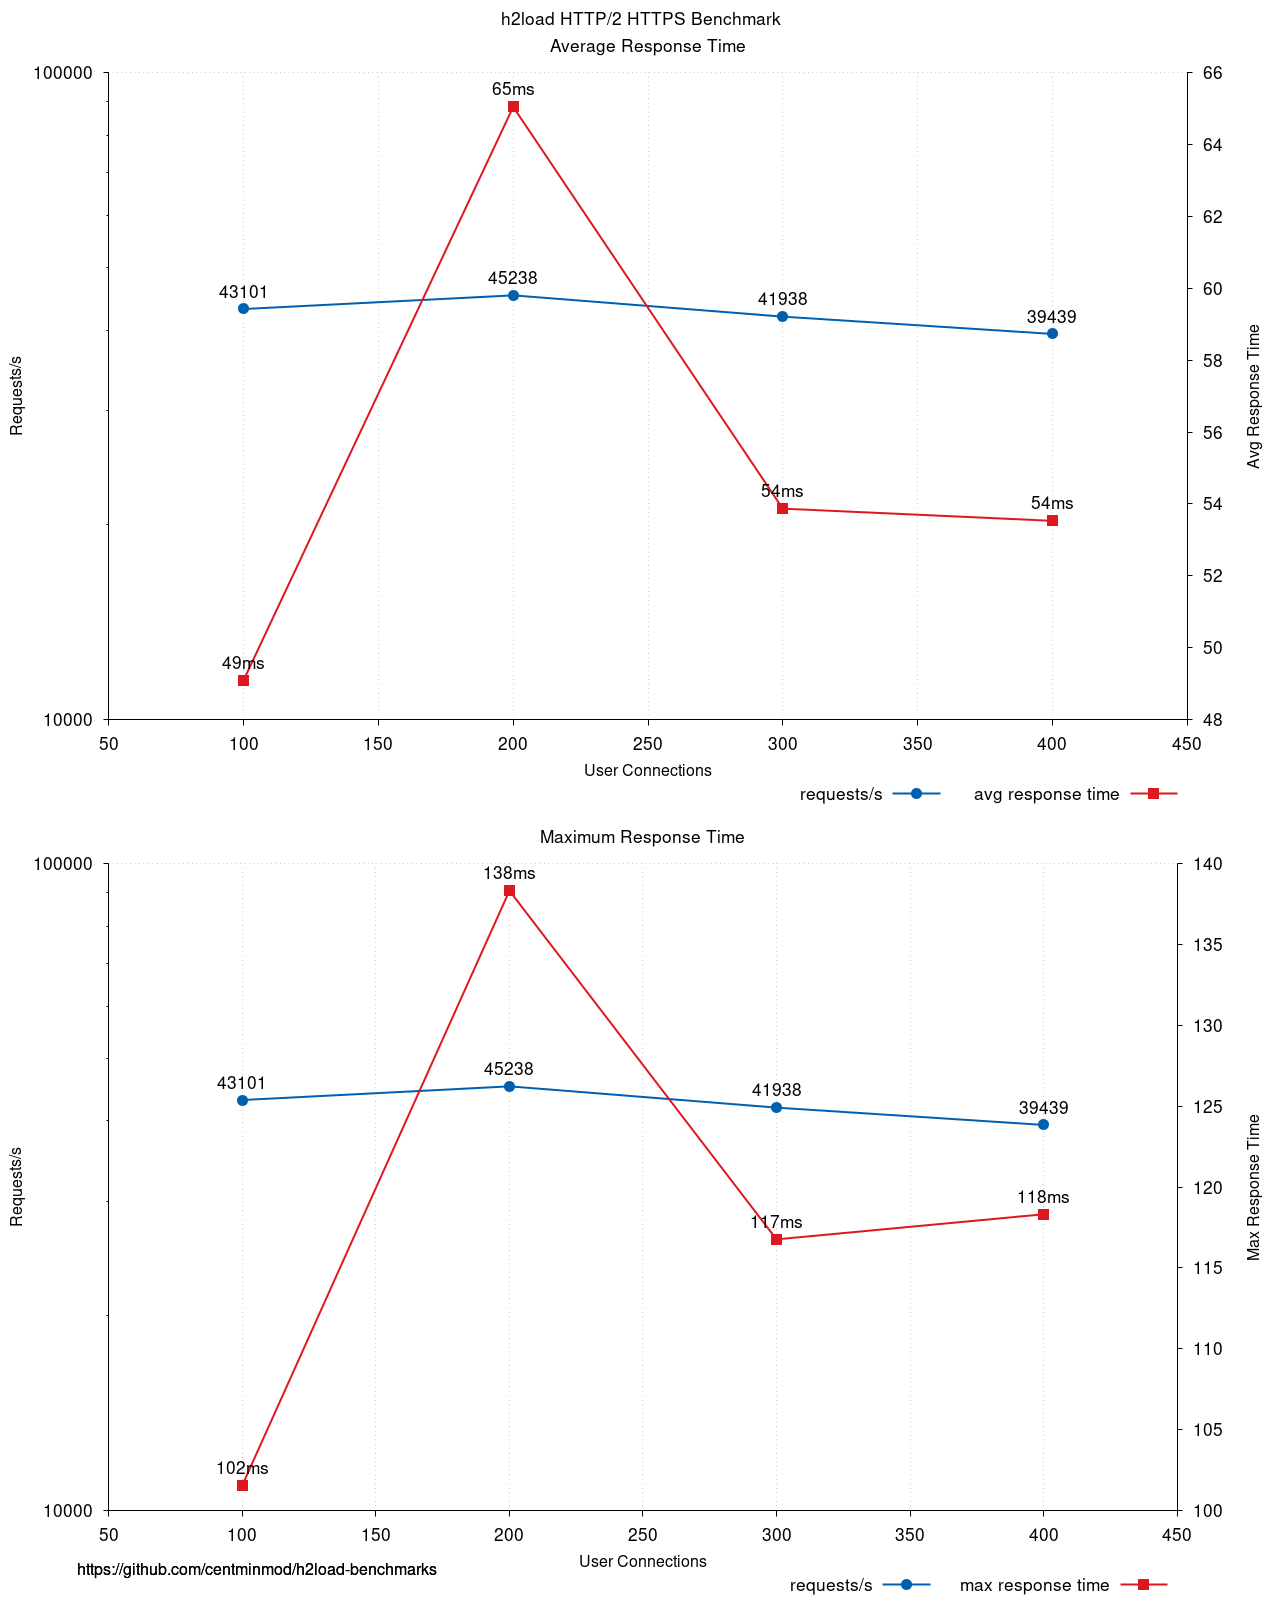 h2load HTTP/2 HTTPS Benchmark
Average Response Time
100000
66
65ms
64
62
60
45238
43101
41938
39439
58
Requests/s
Avg Response Time
56
54
54ms
54ms
52
50
49ms
10000
48
50 100 150 200 250 300 350 400 450
User Connections
requests/s avg response time
Maximum Response Time
100000
140
138ms
135
130
45238
43101
41938
39439
125
Requests/s
Max Response Time
120
118ms
117ms
115
110
105
102ms
10000
100
50 100 150 200 250 300 350 400 450
User Connections
https://github.com/centminmod/h2load-benchmarks
requests/s max response time